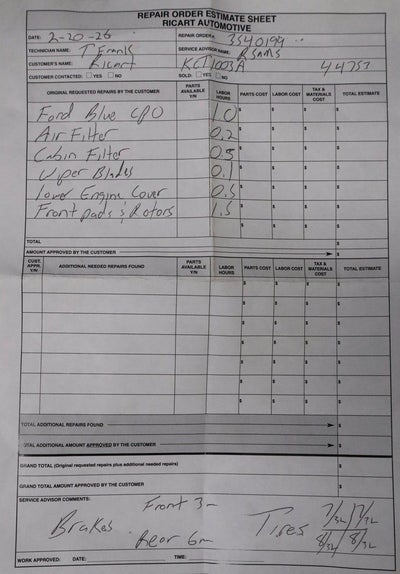 REPAIR ORDER ESTIMATE SHEET
RICART AUTOMOTIVE
DATE: 2-20-26 REPAIR ORDER#: 3540199
TECHNICIAN NAME: T Franks SERVICE ADVISOR NAME: R Sams
CUSTOMER'S NAME: Ricart KCT1003A 44753
CUSTOMER CONTACTED: YES NO SOLD: YES NO
ORIGINAL REQUESTED REPAIRS BY THE CUSTOMER PARTS AVAILABLE Y/N LABOR HOURS PARTS COST LABOR COST TAX & MATERIALS COST TOTAL ESTIMATE
Ford Blue CPO 1.0 $ $ $ $
Air Filter 0.2 $ $ $ $
Cabin Filter 0.5 $ $ $ $
Wiper Blades 0.1 $ $ $ $
Lower Engine Cover 0.5 $ $ $ $
Front pads & Rotors 1.5 $ $ $ $
TOTAL $
AMOUNT APPROVED BY THE CUSTOMER $
CUST. APPR. Y/N ADDITIONAL NEEDED REPAIRS FOUND PARTS AVAILABLE Y/N LABOR HOURS PARTS COST LABOR COST TAX & MATERIALS COST TOTAL ESTIMATE
$ $ $ $
$ $ $ $
$ $ $ $
$ $ $ $
$ $ $ $
$ $ $ $
$ $ $ $
TOTAL ADDITIONAL REPAIRS FOUND $
TOTAL ADDITIONAL AMOUNT APPROVED BY THE CUSTOMER $
GRAND TOTAL (Original requested repairs plus additional needed repairs) $
GRAND TOTAL AMOUNT APPROVED BY THE CUSTOMER $
SERVICE ADVISOR COMMENTS:
Brakes Front 3m Tires 7/32 7/32
Rear 6m 8/32 8/32
WORK APPROVED: DATE: TIME: